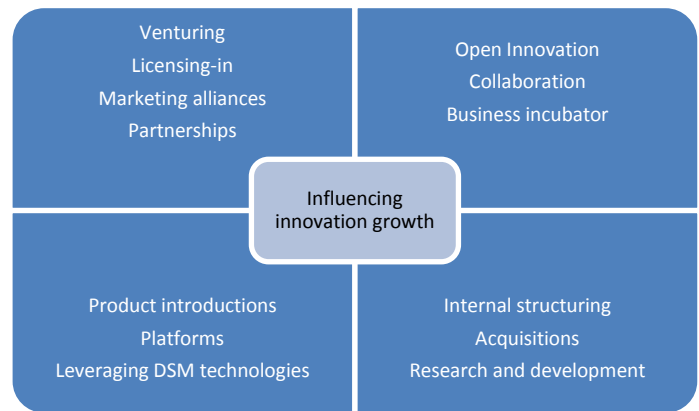 Venturing
Licensing-in
Marketing alliances
Partnerships
Open Innovation
Collaboration
Business incubator
Influencing
innovation growth
Product introductions
Platforms
Leveraging DSM technologies
Internal structuring
Acquisitions
Research and development